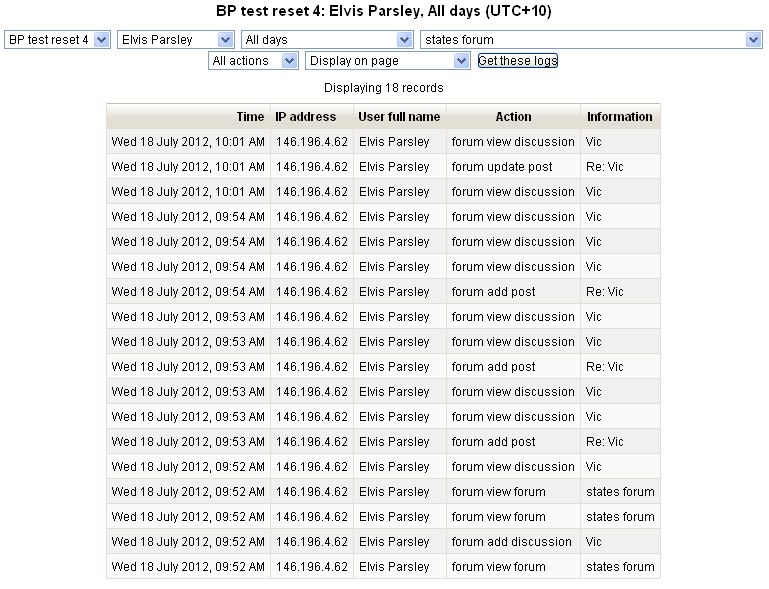 BP test reset 4: Elvis Parsley, All days (UTC+10)
BP test reset 4 Elvis Parsley All days states forum
All actions Display on page Get these logs
Displaying 18 records
Time IP address User full name Action Information
Wed 18 July 2012, 10:01 AM 146.196.4.62 Elvis Parsley forum view discussion Vic
Wed 18 July 2012, 10:01 AM 146.196.4.62 Elvis Parsley forum update post Re: Vic
Wed 18 July 2012, 10:01 AM 146.196.4.62 Elvis Parsley forum view discussion Vic
Wed 18 July 2012, 09:54 AM 146.196.4.62 Elvis Parsley forum view discussion Vic
Wed 18 July 2012, 09:54 AM 146.196.4.62 Elvis Parsley forum view discussion Vic
Wed 18 July 2012, 09:54 AM 146.196.4.62 Elvis Parsley forum view discussion Vic
Wed 18 July 2012, 09:54 AM 146.196.4.62 Elvis Parsley forum add post Re: Vic
Wed 18 July 2012, 09:53 AM 146.196.4.62 Elvis Parsley forum view discussion Vic
Wed 18 July 2012, 09:53 AM 146.196.4.62 Elvis Parsley forum view discussion Vic
Wed 18 July 2012, 09:53 AM 146.196.4.62 Elvis Parsley forum add post Re: Vic
Wed 18 July 2012, 09:53 AM 146.196.4.62 Elvis Parsley forum view discussion Vic
Wed 18 July 2012, 09:53 AM 146.196.4.62 Elvis Parsley forum view discussion Vic
Wed 18 July 2012, 09:53 AM 146.196.4.62 Elvis Parsley forum add post Re: Vic
Wed 18 July 2012, 09:52 AM 146.196.4.62 Elvis Parsley forum view discussion Vic
Wed 18 July 2012, 09:52 AM 146.196.4.62 Elvis Parsley forum view forum states forum
Wed 18 July 2012, 09:52 AM 146.196.4.62 Elvis Parsley forum view forum states forum
Wed 18 July 2012, 09:52 AM 146.196.4.62 Elvis Parsley forum add discussion Vic
Wed 18 July 2012, 09:52 AM 146.196.4.62 Elvis Parsley forum view forum states forum